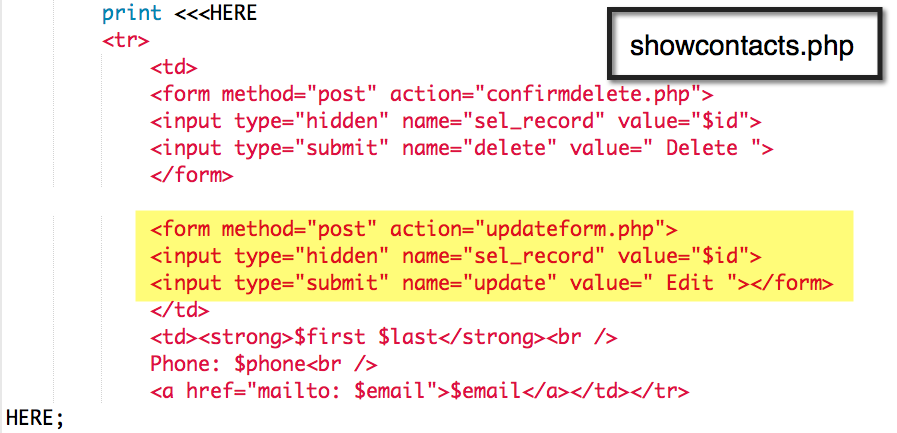 print <<<HERE
showcontacts.php
<tr>
<td>
<form method="post" action="confirmdelete.php">
<input type="hidden" name="sel_record" value="$id">
<input type="submit" name="delete" value=" Delete ">
</form>
<form method="post" action="updateform.php">
<input type="hidden" name="sel_record" value="$id">
<input type="submit" name="update" value=" Edit "></form>
</td>
<td><strong>$first $last</strong><br />
Phone: $phone<br />
<a href="mailto: $email">$email</a></td></tr>
HERE;